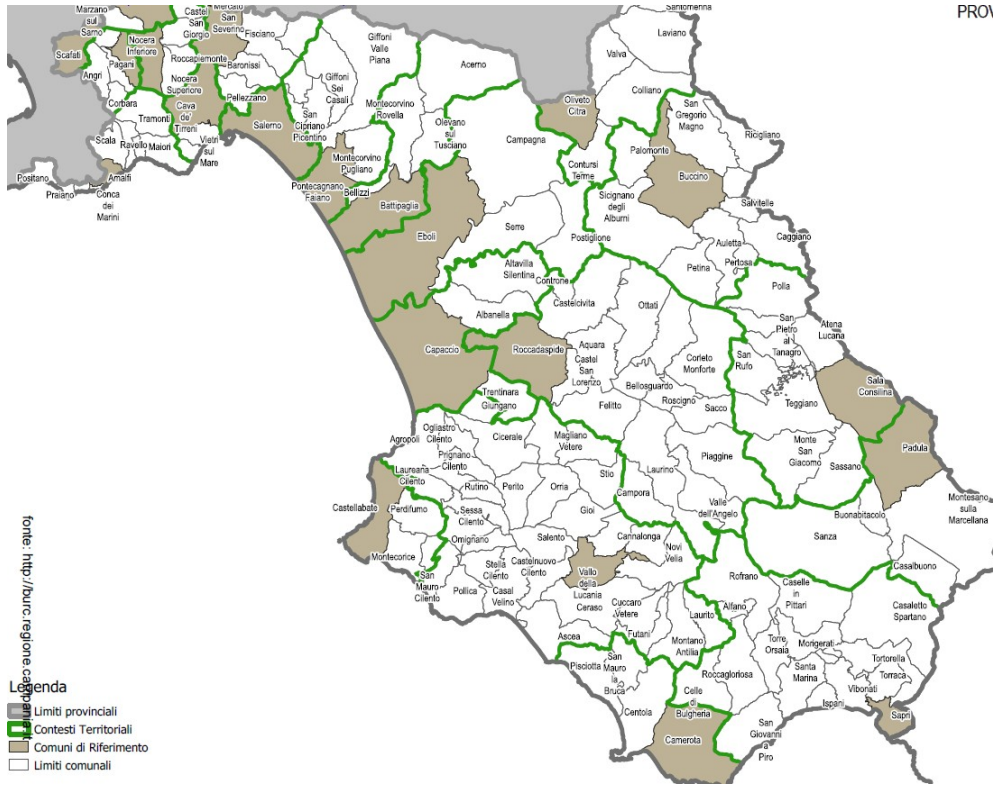 Santomenna
PROV
Marzano
sul
Sarno
Castel
San
Giorgio
Mercato
San
Severino
Fisciano
Giffoni
Valle
Piana
Acerno
Valva
Laviano
Scafati
Nocera
Inferiore
Pagani
Roccapiemonte
Baronissi
Angri
Nocera
Superiore
Giffoni
Sei
Casali
Colliano
Corbara
Pellezzano
Cava
de'
Tirreni
Tramonti
Salerno
San
Cipriano
Picentino
Montecorvino
Rovella
Olevano
sul
Tusciano
Campagna
Oliveto
Citra
San
Gregorio
Magno
Ricigliano
Palomonte
Scala
Ravello
Maiori
Vietri
sul
Mare
Montecorvino
Pugliano
Contursi
Terme
Buccino
Positano
Praiano
Amalfi
Conca
dei
Marini
Pontecagnano
Faiano
Bellizzi
Battipaglia
Sicignano
degli
Alburni
Salvitelle
Eboli
Serre
Postiglione
Auletta
Caggiano
Pertosa
Petina
Polla
Altavilla
Silentina
Controne
Castelcivita
Ottati
Albanella
San
Pietro
al
Tanagro
Atena
Lucana
Capaccio
Roccadaspide
Aquara
Castel
San
Lorenzo
Corleto
Monforte
San
Rufo
Bellosguardo
Sala
Consilina
Trentinara
Giungano
Felitto
Roscigno
Sacco
Teggiano
Ogliastro
Cilento
Agropoli
Cicerale
Magliano
Vetere
Monte
San
Giacomo
Padula
Prignano
Cilento
Laureana
Cilento
Piaggine
Sassano
Stio
Laurino
Rutino
Perito
Orria
Campora
Castellabate
Perdifumo
Sessa
Cilento
Gioi
Valle
dell'Angelo
Buonabitacolo
Montesano
sulla
Marcellana
Omignano
Salento
Cannalonga
Sanza
Montecorice
Novi
Velia
Stella
Cilento
Castelnuovo
Cilento
Casalbuono
San
Mauro
Cilento
Pollica
Casal
Velino
Vallo
della
Lucania
Rofrano
Caselle
in
Pittari
Ceraso
Cuccaro
Vetere
Laurito
Alfano
Casaletto
Spartano
Futani
Montano
Antilia
Torre
Orsaia
Morigerati
Ascea
Pisciotta
San
Mauro
la
Bruca
Roccagloriosa
Santa
Marina
Tortorella
Torraca
Vibonati
Celle
di
Bulgheria
Ispani
Sapri
Centola
Camerota
San
Giovanni
a
Piro
Legenda
Limiti provinciali
Contesti Territoriali
Comuni di Riferimento
Limiti comunali